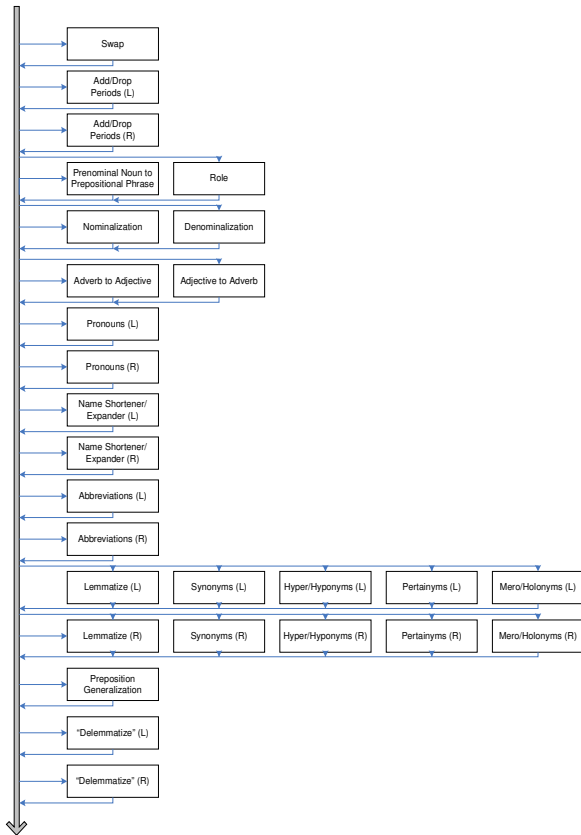 Swap
Add/Drop
Periods (L)
Add/Drop
Periods (R)
Prenominal Noun to
Prepositional Phrase
Role
Nominalization
Denominalization
Adverb to Adjective
Adjective to Adverb
Pronouns (L)
Pronouns (R)
Name Shortener/
Expander (L)
Name Shortener/
Expander (R)
Abbreviations (L)
Abbreviations (R)
Lemmatize (L)
Synonyms (L)
Hyper/Hyponyms (L)
Pertainyms (L)
Mero/Holonyms (L)
Lemmatize (R)
Synonyms (R)
Hyper/Hyponyms (R)
Pertainyms (R)
Mero/Holonyms (R)
Preposition
Generalization
“Delemmatize” (L)
“Delemmatize” (R)